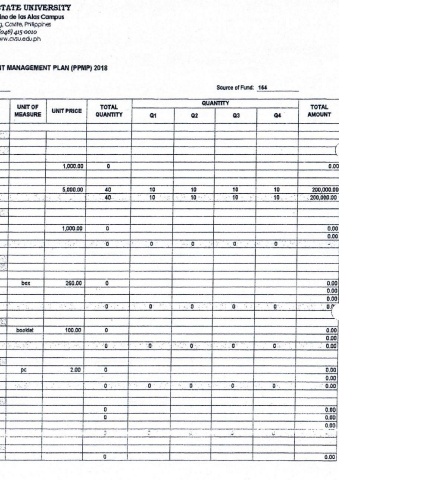 STATE UNIVERSITY
de las Alas Campus
Cavite, Philippines
(046) 415 0010
www.cvsu.edu.ph
MANAGEMENT PLAN (PPMP) 2018
Source of Fund: 164
UNIT OF MEASURE UNIT PRICE TOTAL QUANTITY QUANTITY TOTAL AMOUNT
Q1 Q2 Q3 Q4
1,000.00 0 0.00
5,000.00 40 10 10 10 10 200,000.00
40 10 10 10 10 200,000.00
1,000.00 0 0.00
0.00
0 0 0 0 0 -
box 260.00 0 0.00
0.00
0.00
0 0 0 0 0
booklet 100.00 0 0.00
0.00
0 0 0 0 0 0.00
pc 2.00 0 0.00
0.00
0 0 0 0 0 0.00
0 0.00
0 0.00
0.00
0 0.00